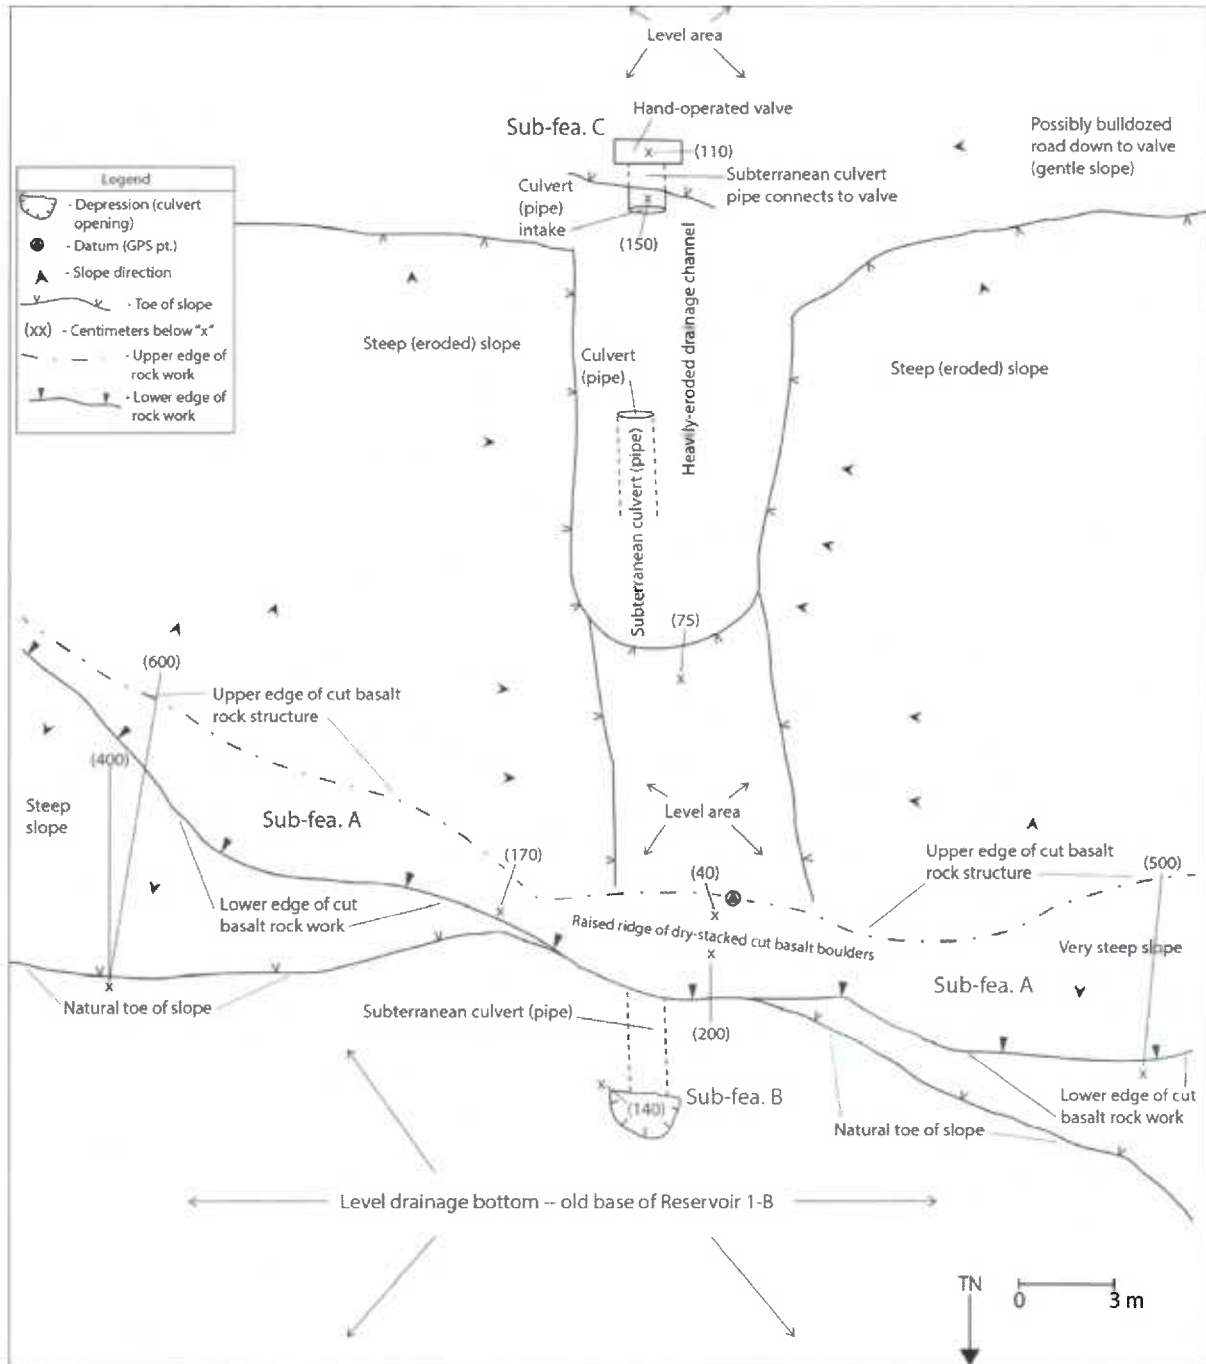 Level area
Hand-operated valve
Sub-fea. C
(110)
Possibly bulldozed
road down to valve
(gentle slope)
Subterranean culvert
pipe connects to valve
Culvert
(pipe)
intake
(150)
Legend
- Depression (culvert
opening)
- Datum (GPS pt.)
- Slope direction
- Toe of slope
(xx) - Centimeters below "x"
- Upper edge of
rock work
- Lower edge of
rock work
Heavily-eroded drainage channel
Steep (eroded) slope
Culvert
(pipe)
Steep (eroded) slope
Subterranean culvert (pipe)
(75)
(600)
Upper edge of cut basalt
rock structure
(400)
Steep
slope
Sub-fea. A
Level area
(170)
(40)
Upper edge of cut basalt
rock structure
(500)
Lower edge of cut
basalt rock work
Raised ridge of dry-stacked cut basalt boulders
Very steep slope
Sub-fea. A
Natural toe of slope
Subterranean culvert (pipe)
(200)
Sub-fea. B
(140)
Lower edge of cut
basalt rock work
Natural toe of slope
Level drainage bottom -- old base of Reservoir 1-B
TN
0 3 m